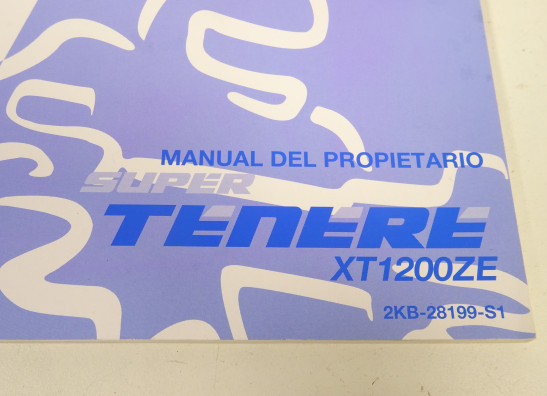 MANUAL DEL PROPIETARIO
SUPER
TENERE
XT1200ZE
2KB-28199-S1